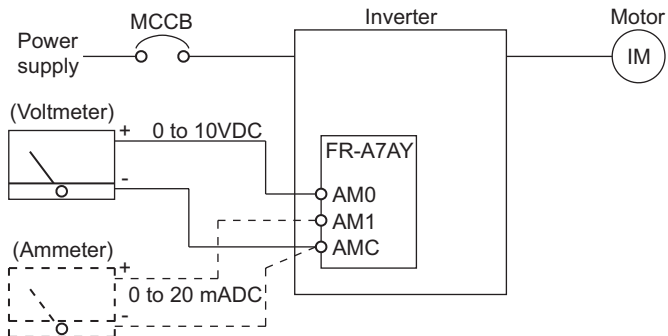 MCCB
Inverter
Motor
Power
supply
IM
(Voltmeter)
+
0 to 10VDC
-
FR-A7AY
AM0
AM1
AMC
(Ammeter)
+
0 to 20 mADC
-